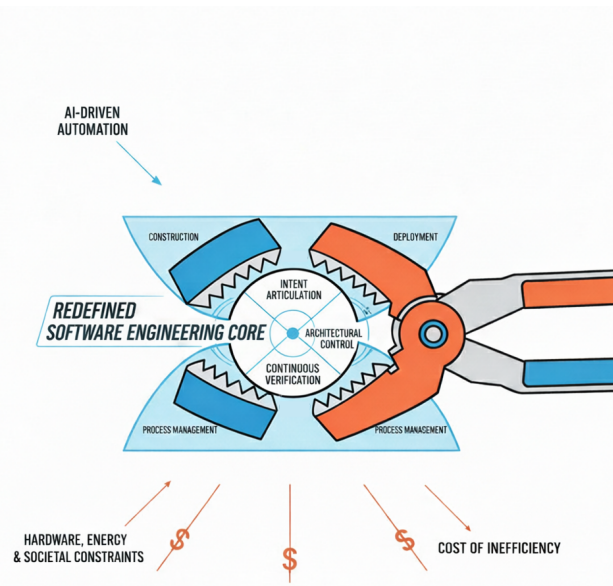 AI-DRIVEN
AUTOMATION
CONSTRUCTION
DEPLOYMENT
INTENT
ARTICULATION
REDEFINED
SOFTWARE ENGINEERING CORE
ARCHITECTURAL
CONTROL
CONTINUOUS
VERIFICATION
PROCESS MANAGEMENT
PROCESS MANASEMENT
HARDWARE, ENERGY
& SOCIETAL CONSTRAINTS
$
$
$
COST OF INEFFICIENCY